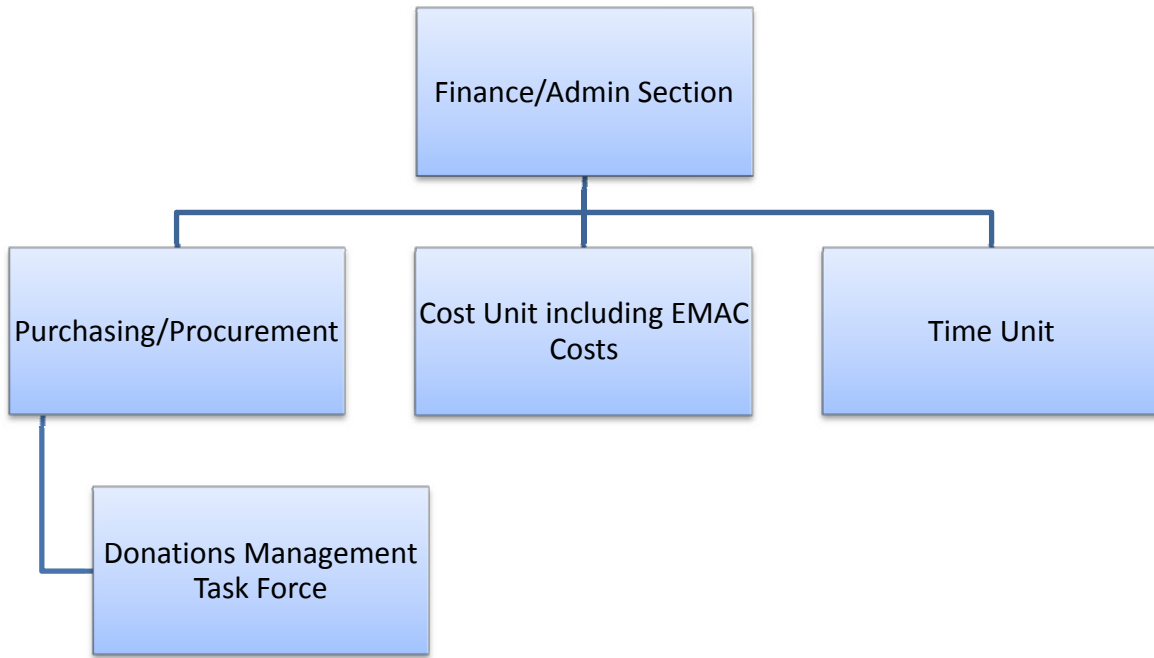 Finance/Admin Section
Purchasing/Procurement
Cost Unit including EMAC
Costs
Time Unit
Donations Management
Task Force